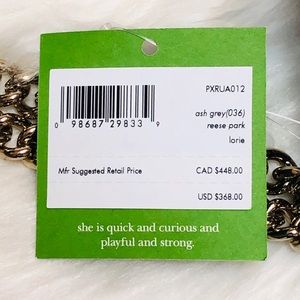 PXRUA012
0 98687 29833 9
ash grey(036)
reese park
lorie
Mfr Suggested Retail Price CAD $448.00
USD $368.00
she is quick and curious and
playful and strong.